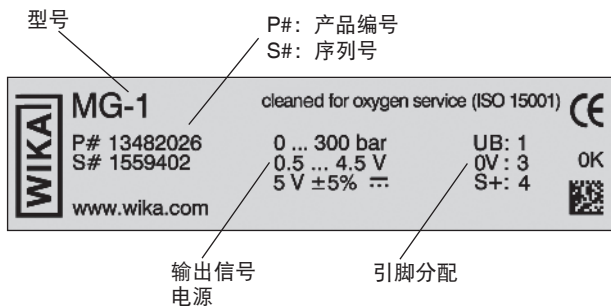 型号
P#: 产品编号
S#: 序列号
WIKA
MG-1
P# 13482026
S# 1559402
www.wika.com
cleaned for oxygen service (ISO 15001)
0 ... 300 bar
0.5 ... 4.5 V
5 V ±5% ⎓
UB: 1
0V : 3
S+: 4
CE
0K
输出信号
电源
引脚分配